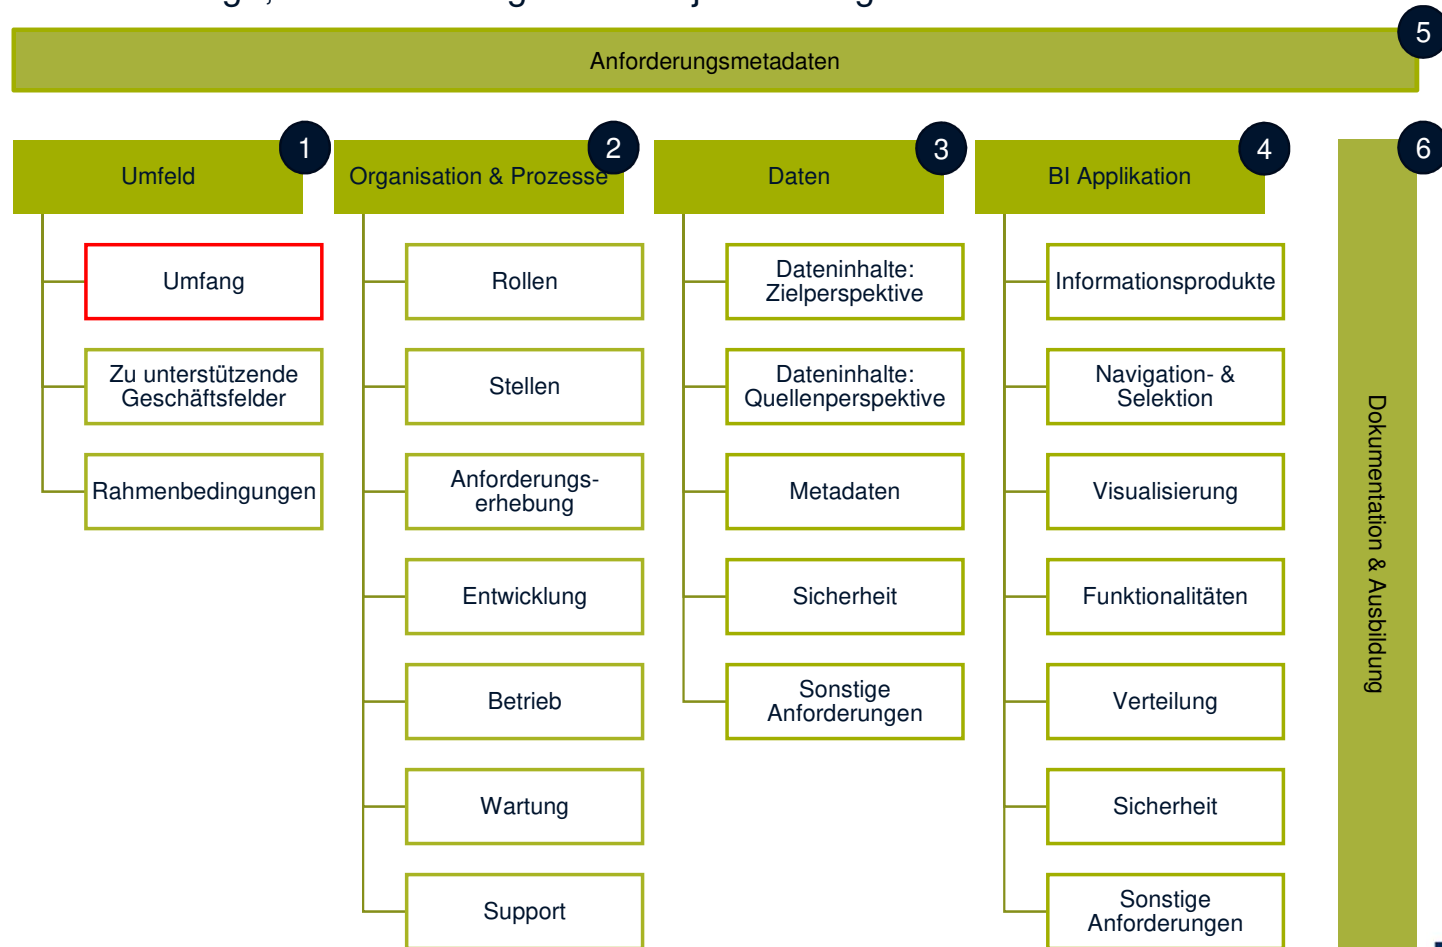 5
Anforderungsmetadaten
1
2
3
4
6
Umfeld
Organisation & Prozesse
Daten
BI Applikation
Umfang
Zu unterstützende
Geschäftsfelder
Rahmenbedingungen
Rollen
Stellen
Anforderungs-
erhebung
Entwicklung
Betrieb
Wartung
Support
Dateninhalte:
Zielperspektive
Dateninhalte:
Quellenperspektive
Metadaten
Sicherheit
Sonstige
Anforderungen
Informationsprodukte
Navigation- &
Selektion
Visualisierung
Funktionalitäten
Verteilung
Sicherheit
Sonstige
Anforderungen
Dokumentation & Ausbildung